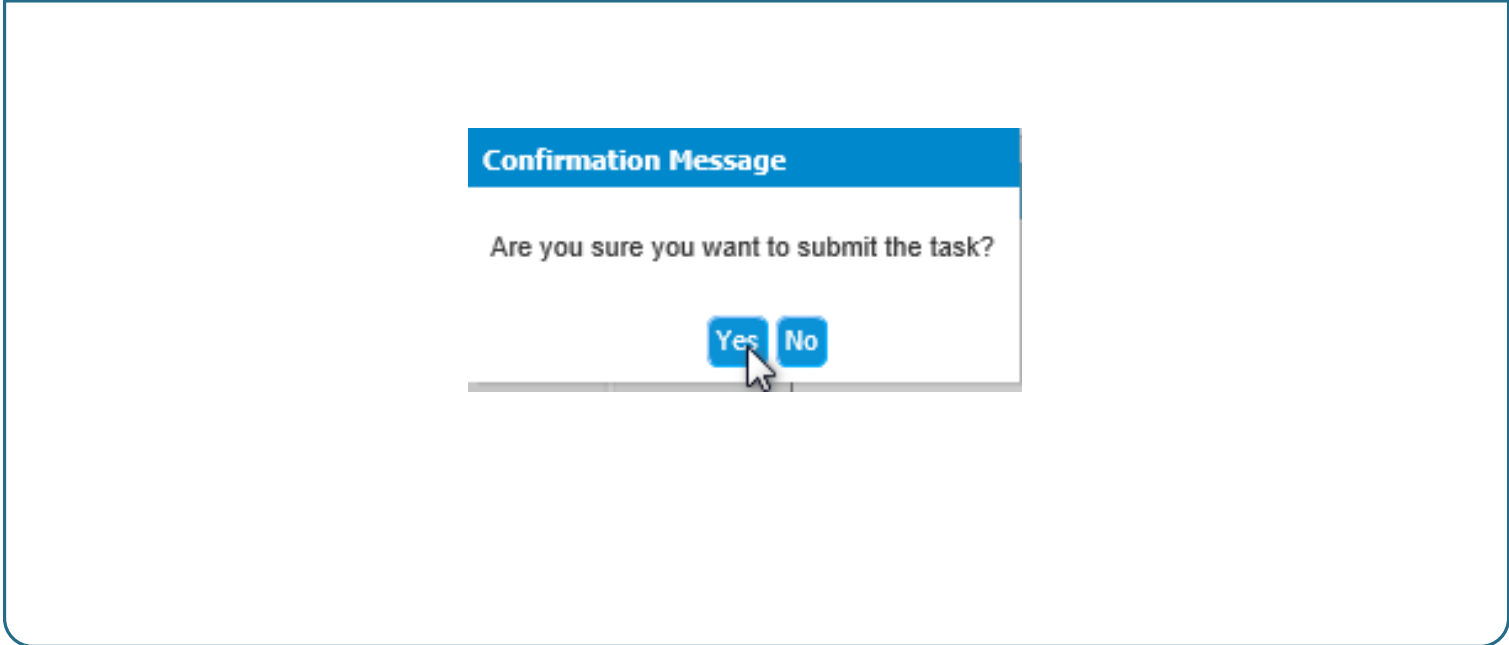 Confirmation Message
Are you sure you want to submit the task?
Yes No